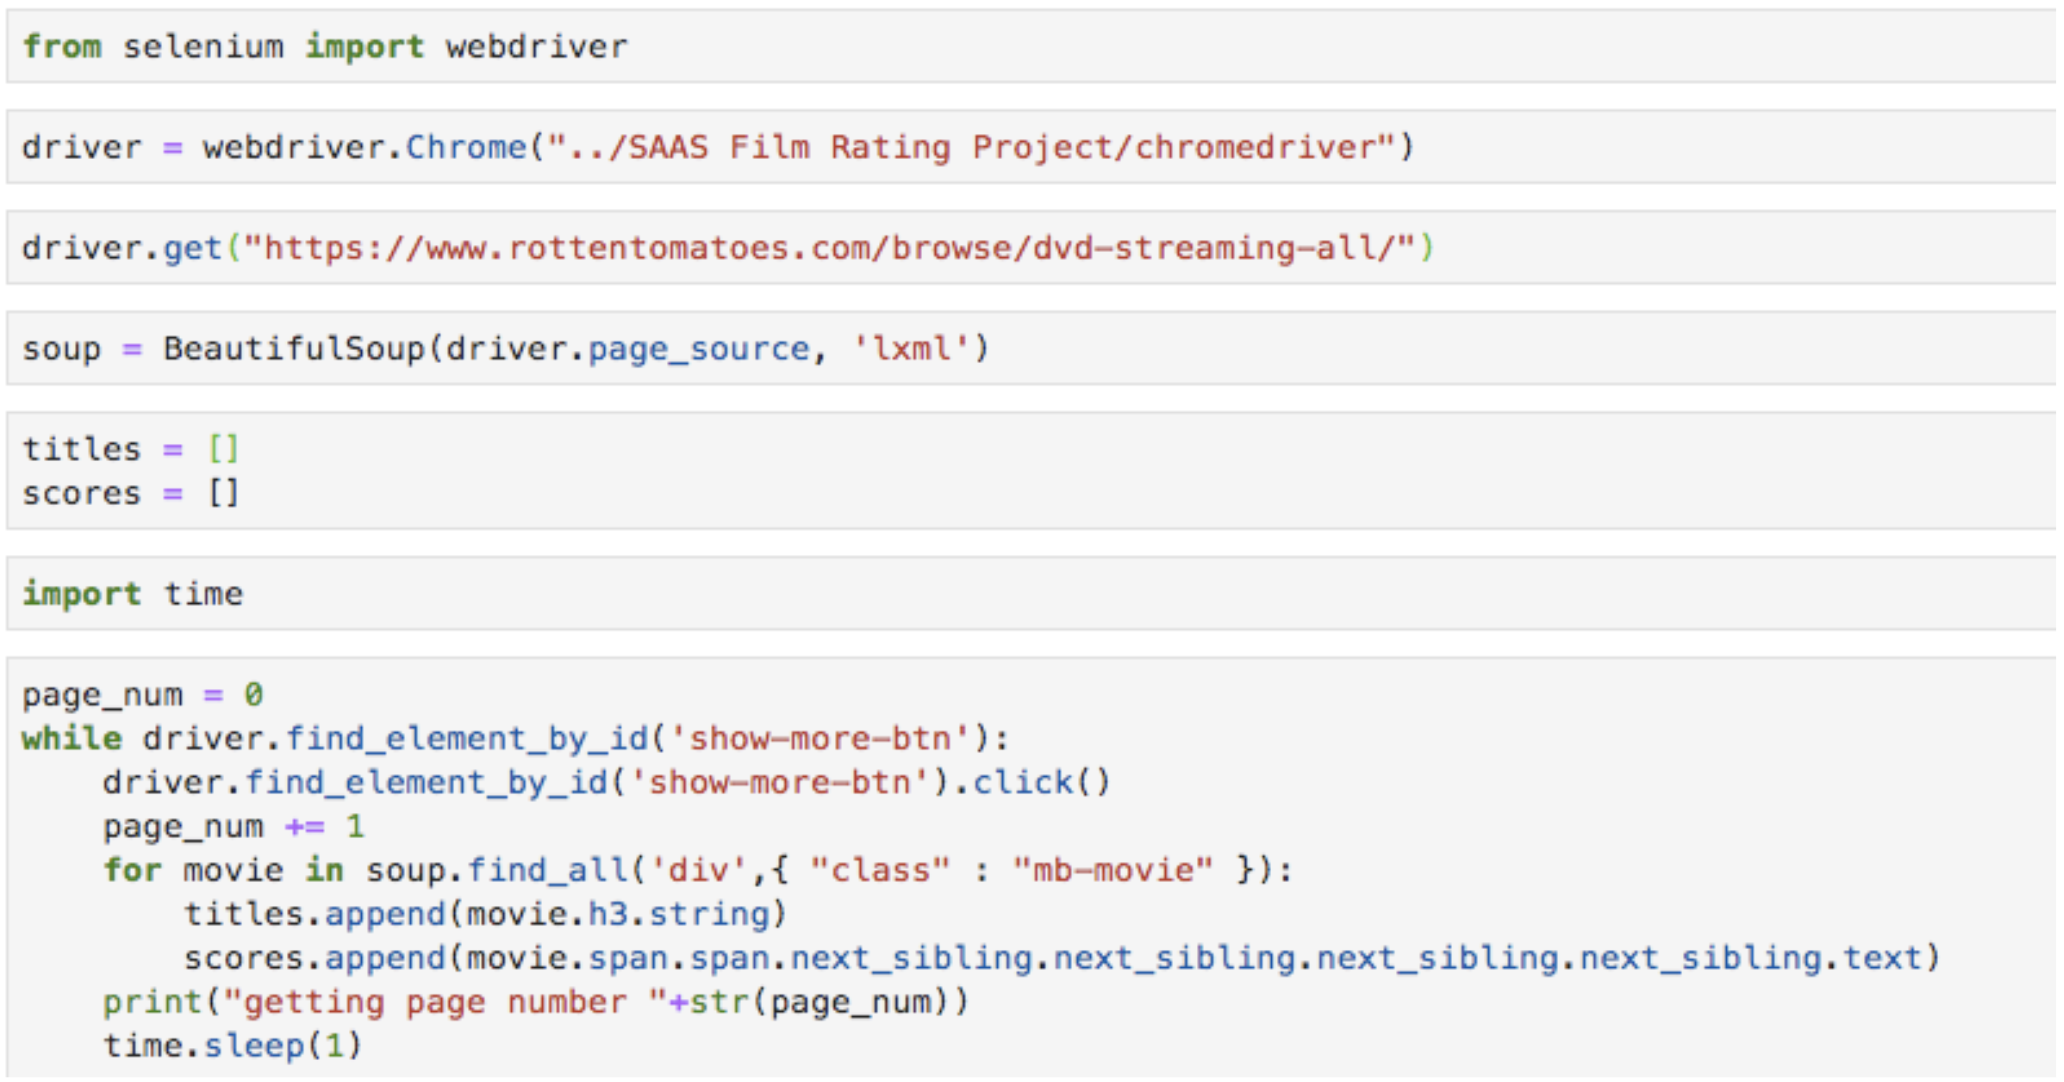 from selenium import webdriver
driver = webdriver.Chrome("../SAAS Film Rating Project/chromedriver")
driver.get("https://www.rottentomatoes.com/browse/dvd-streaming-all/")
soup = BeautifulSoup(driver.page_source, 'lxml')
titles = []
scores = []
import time
page_num = 0
while driver.find_element_by_id('show-more-btn'):
    driver.find_element_by_id('show-more-btn').click()
    page_num += 1
    for movie in soup.find_all('div',{ "class" : "mb-movie" }):
        titles.append(movie.h3.string)
        scores.append(movie.span.span.next_sibling.next_sibling.next_sibling.next_sibling.text)
    print("getting page number "+str(page_num))
    time.sleep(1)